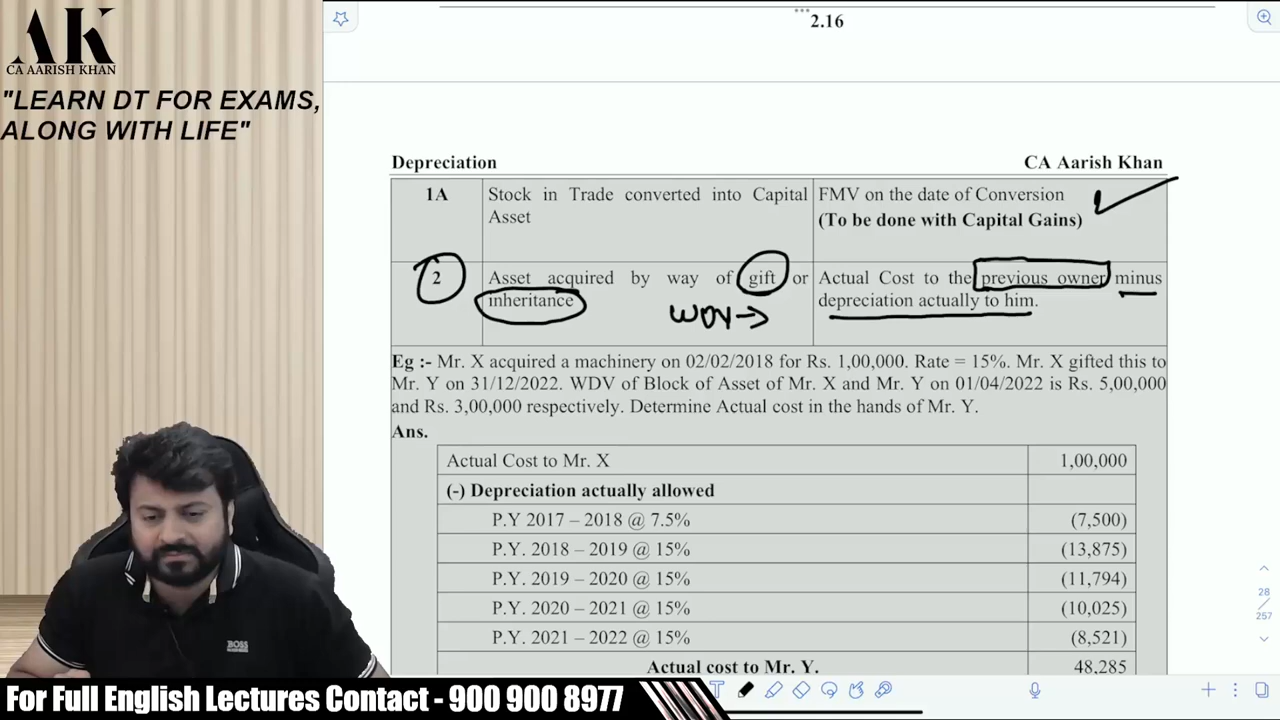 2.16
AK
CA AARISH KHAN
"LEARN DT FOR EXAMS,
ALONG WITH LIFE"
Depreciation CA Aarish Khan
1A Stock in Trade converted into Capital Asset FMV on the date of Conversion
(To be done with Capital Gains)
2 Asset acquired by way of gift or inheritance Actual Cost to the previous owner minus
depreciation actually to him.
WDV →
Eg :- Mr. X acquired a machinery on 02/02/2018 for Rs. 1,00,000. Rate = 15%. Mr. X gifted this to
Mr. Y on 31/12/2022. WDV of Block of Asset of Mr. X and Mr. Y on 01/04/2022 is Rs. 5,00,000
and Rs. 3,00,000 respectively. Determine Actual cost in the hands of Mr. Y.
Ans.
Actual Cost to Mr. X 1,00,000
(-) Depreciation actually allowed
P.Y 2017 – 2018 @ 7.5% (7,500)
P.Y. 2018 – 2019 @ 15% (13,875)
P.Y. 2019 – 2020 @ 15% (11,794)
P.Y. 2020 – 2021 @ 15% (10,025)
P.Y. 2021 – 2022 @ 15% (8,521)
Actual cost to Mr. Y. 48,285
28
257
BOSS
For Full English Lectures Contact - 900 900 8977